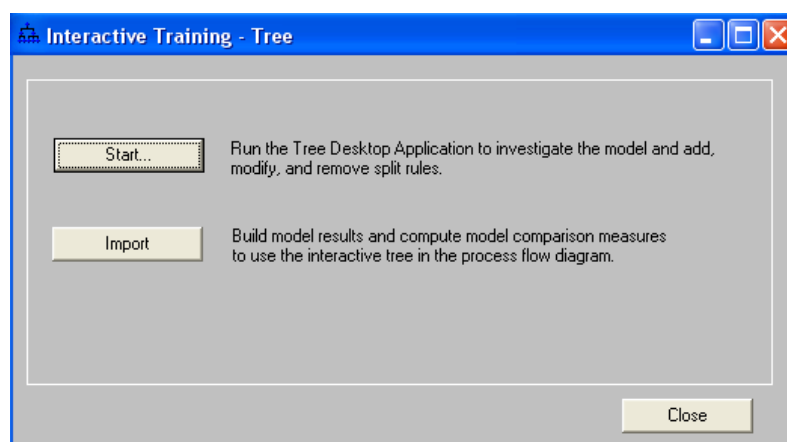 Interactive Training - Tree
Start...
Run the Tree Desktop Application to investigate the model and add,
modify, and remove split rules.
Import
Build model results and compute model comparison measures
to use the interactive tree in the process flow diagram.
Close